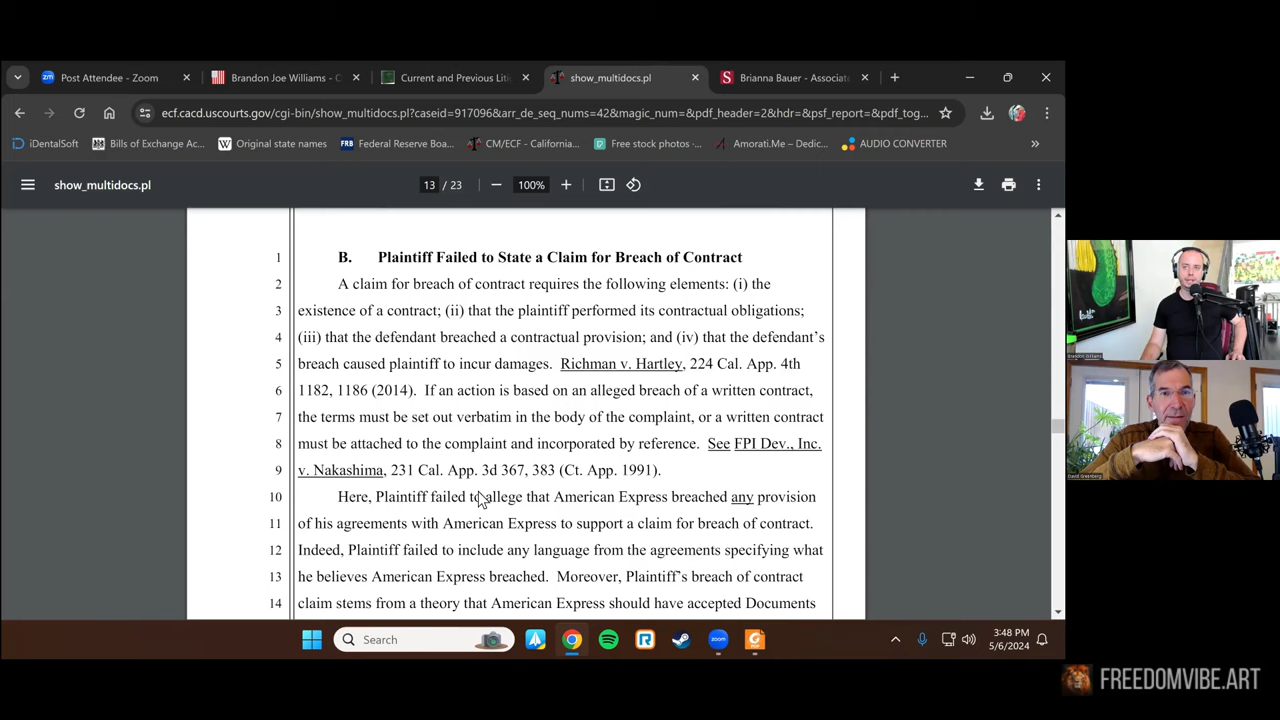 Post Attendee - Zoom
Brandon Joe Williams - C
Current and Previous Liti
show_multidocs.pl
Brianna Bauer - Associate
ecf.cacd.uscourts.gov/cgi-bin/show_multidocs.pl?caseid=917096&arr_de_seq_nums=42&magic_num=&pdf_header=2&hdr=&psf_report=&pdf_tog...
iDentalSoft
Bills of Exchange Ac...
Original state names
FRB Federal Reserve Boa...
CM/ECF - California...
Free stock photos -...
Amorati.Me – Dedic...
AUDIO CONVERTER
show_multidocs.pl
13 / 23
100%
1 B. Plaintiff Failed to State a Claim for Breach of Contract
2 A claim for breach of contract requires the following elements: (i) the
3 existence of a contract; (ii) that the plaintiff performed its contractual obligations;
4 (iii) that the defendant breached a contractual provision; and (iv) that the defendant's
5 breach caused plaintiff to incur damages. Richman v. Hartley, 224 Cal. App. 4th
6 1182, 1186 (2014). If an action is based on an alleged breach of a written contract,
7 the terms must be set out verbatim in the body of the complaint, or a written contract
8 must be attached to the complaint and incorporated by reference. See FPI Dev., Inc.
9 v. Nakashima, 231 Cal. App. 3d 367, 383 (Ct. App. 1991).
10 Here, Plaintiff failed to allege that American Express breached any provision
11 of his agreements with American Express to support a claim for breach of contract.
12 Indeed, Plaintiff failed to include any language from the agreements specifying what
13 he believes American Express breached. Moreover, Plaintiff's breach of contract
14 claim stems from a theory that American Express should have accepted Documents
Brandon Williams
David Greenberg
Search
3:48 PM
5/6/2024
FREEDOMVIBE.ART